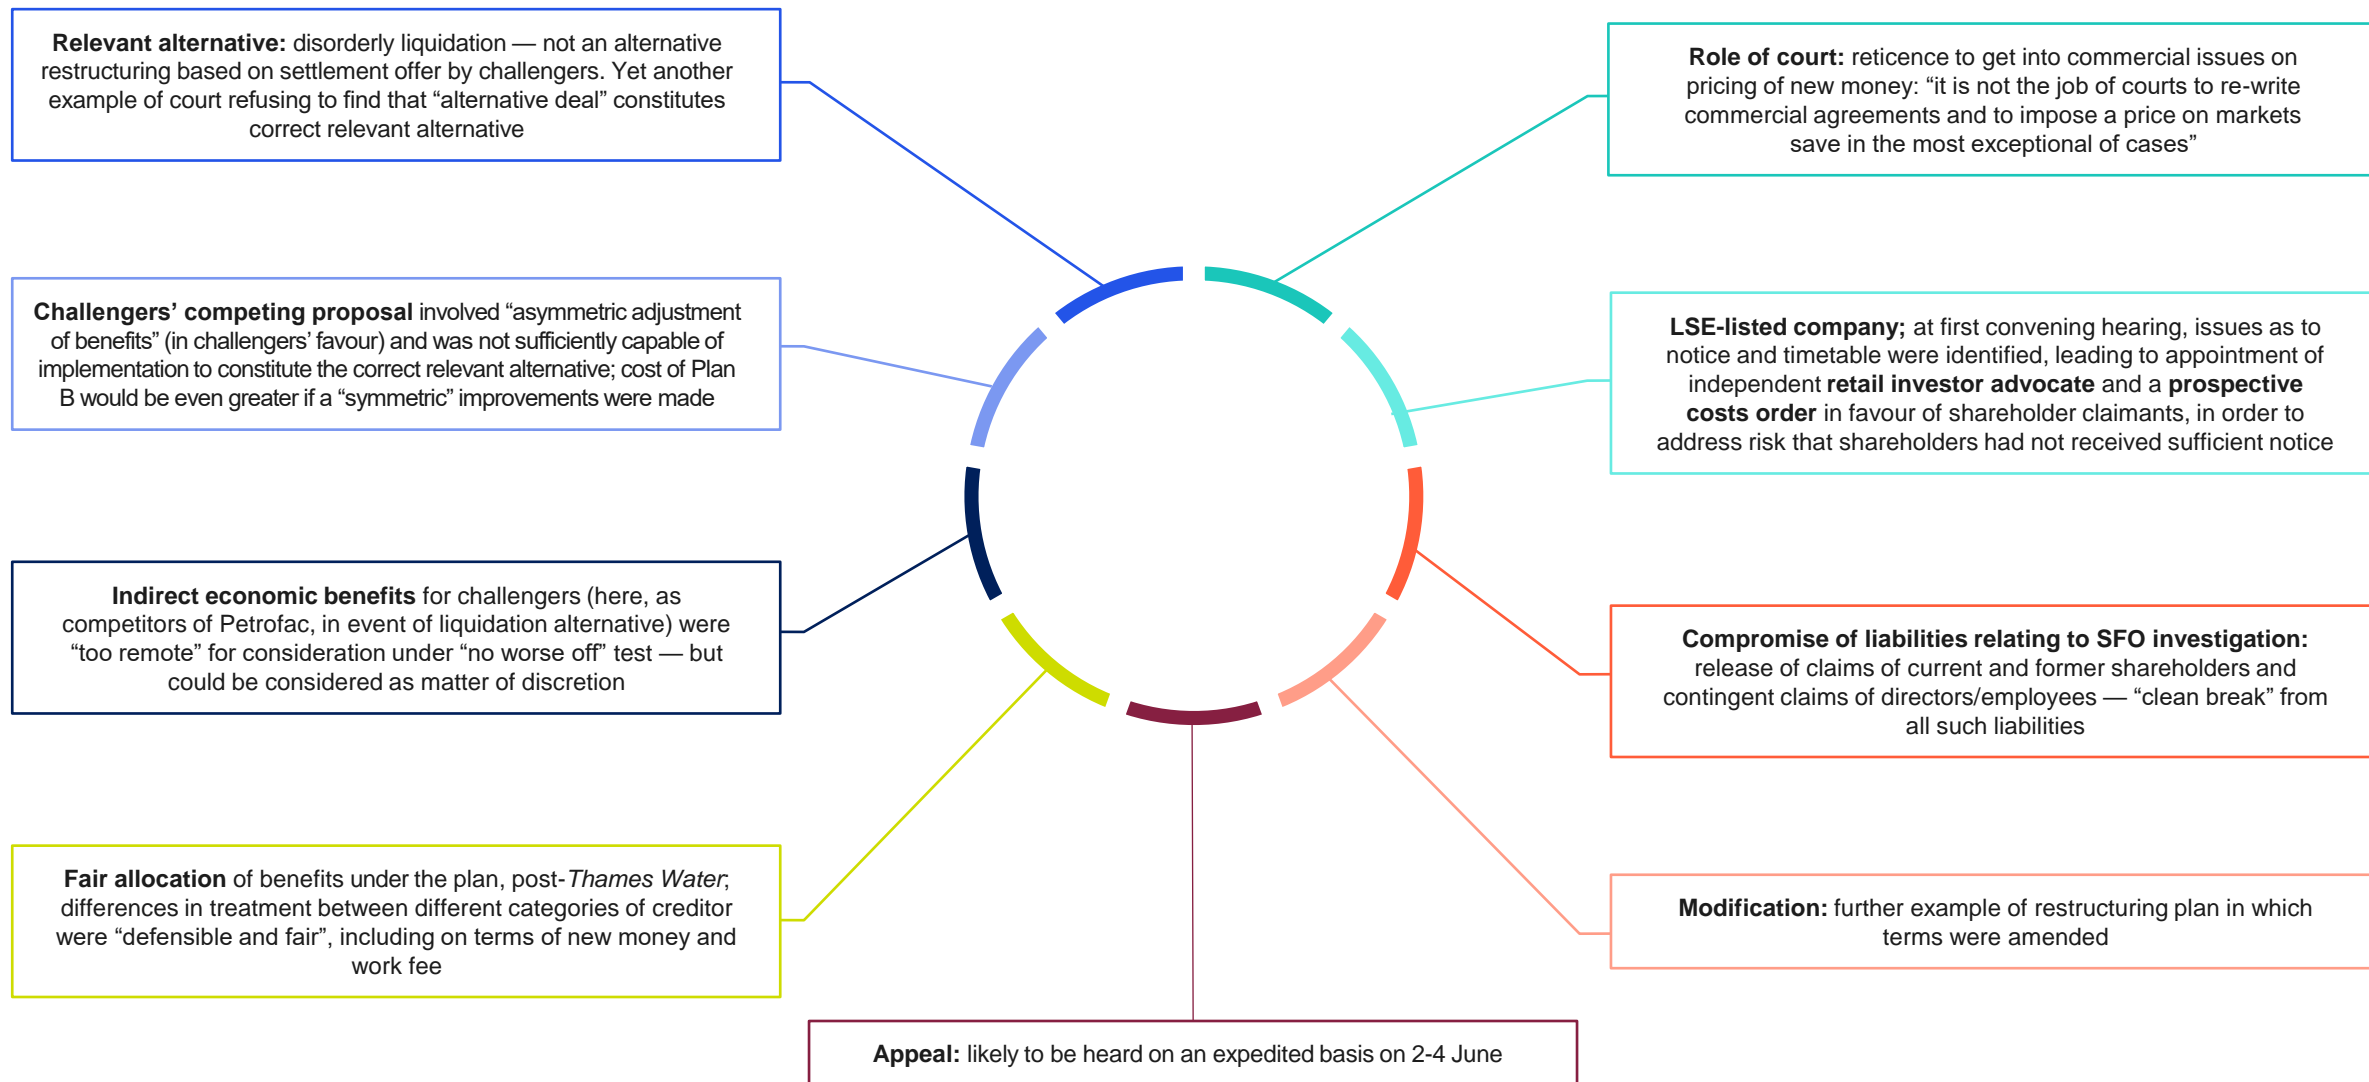 Relevant alternative: disorderly liquidation — not an alternative
restructuring based on settlement offer by challengers. Yet another
example of court refusing to find that “alternative deal” constitutes
correct relevant alternative
Challengers’ competing proposal involved “asymmetric adjustment
of benefits” (in challengers’ favour) and was not sufficiently capable of
implementation to constitute the correct relevant alternative; cost of Plan
B would be even greater if a “symmetric” improvements were made
Indirect economic benefits for challengers (here, as
competitors of Petrofac, in event of liquidation alternative) were
“too remote” for consideration under “no worse off” test — but
could be considered as matter of discretion
Fair allocation of benefits under the plan, post-Thames Water;
differences in treatment between different categories of creditor
were “defensible and fair”, including on terms of new money and
work fee
Appeal: likely to be heard on an expedited basis on 2-4 June
Role of court: reticence to get into commercial issues on
pricing of new money: “it is not the job of courts to re-write
commercial agreements and to impose a price on markets
save in the most exceptional of cases”
LSE-listed company; at first convening hearing, issues as to
notice and timetable were identified, leading to appointment of
independent retail investor advocate and a prospective
costs order in favour of shareholder claimants, in order to
address risk that shareholders had not received sufficient notice
Compromise of liabilities relating to SFO investigation:
release of claims of current and former shareholders and
contingent claims of directors/employees — “clean break” from
all such liabilities
Modification: further example of restructuring plan in which
terms were amended